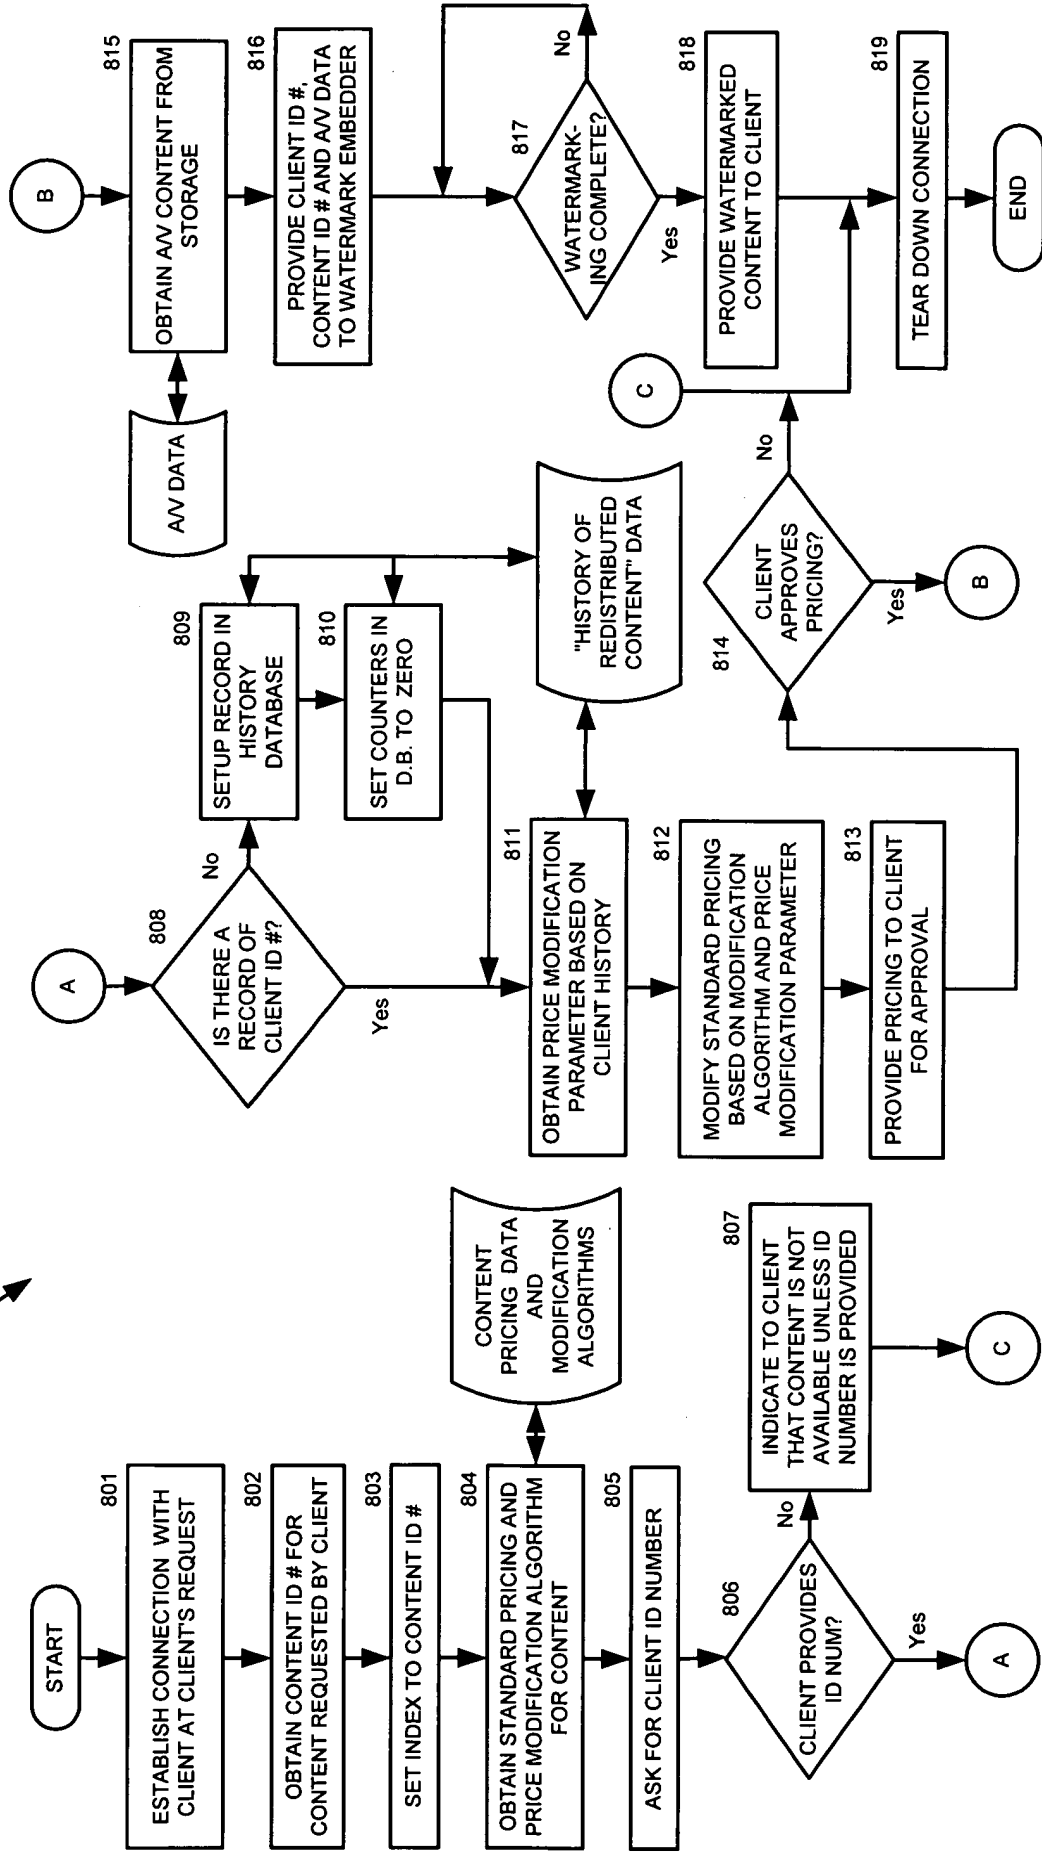 START
801
ESTABLISH CONNECTION WITH
CLIENT AT CLIENT'S REQUEST
802
OBTAIN CONTENT ID # FOR
CONTENT REQUESTED BY CLIENT
803
SET INDEX TO CONTENT ID #
804
OBTAIN STANDARD PRICING AND
PRICE MODIFICATION ALGORITHM
FOR CONTENT
CONTENT
PRICING DATA
AND
MODIFICATION
ALGORITHMS
805
ASK FOR CLIENT ID NUMBER
806
CLIENT PROVIDES
ID NUM?
No
Yes
A
807
INDICATE TO CLIENT
THAT CONTENT IS NOT
AVAILABLE UNLESS ID
NUMBER IS PROVIDED
C
A
808
IS THERE A
RECORD OF
CLIENT ID #?
No
Yes
809
SETUP RECORD IN
HISTORY
DATABASE
810
SET COUNTERS IN
D.B. TO ZERO
811
OBTAIN PRICE MODIFICATION
PARAMETER BASED ON
CLIENT HISTORY
"HISTORY OF
REDISTRIBUTED
CONTENT" DATA
812
MODIFY STANDARD PRICING
BASED ON MODIFICATION
ALGORITHM AND PRICE
MODIFICATION PARAMETER
813
PROVIDE PRICING TO CLIENT
FOR APPROVAL
814
CLIENT
APPROVES
PRICING?
No
Yes
B
C
B
815
OBTAIN A/V CONTENT FROM
STORAGE
A/V DATA
816
PROVIDE CLIENT ID #,
CONTENT ID # AND A/V DATA
TO WATERMARK EMBEDDER
817
WATERMARK-
ING COMPLETE?
No
Yes
818
PROVIDE WATERMARKED
CONTENT TO CLIENT
819
TEAR DOWN CONNECTION
END